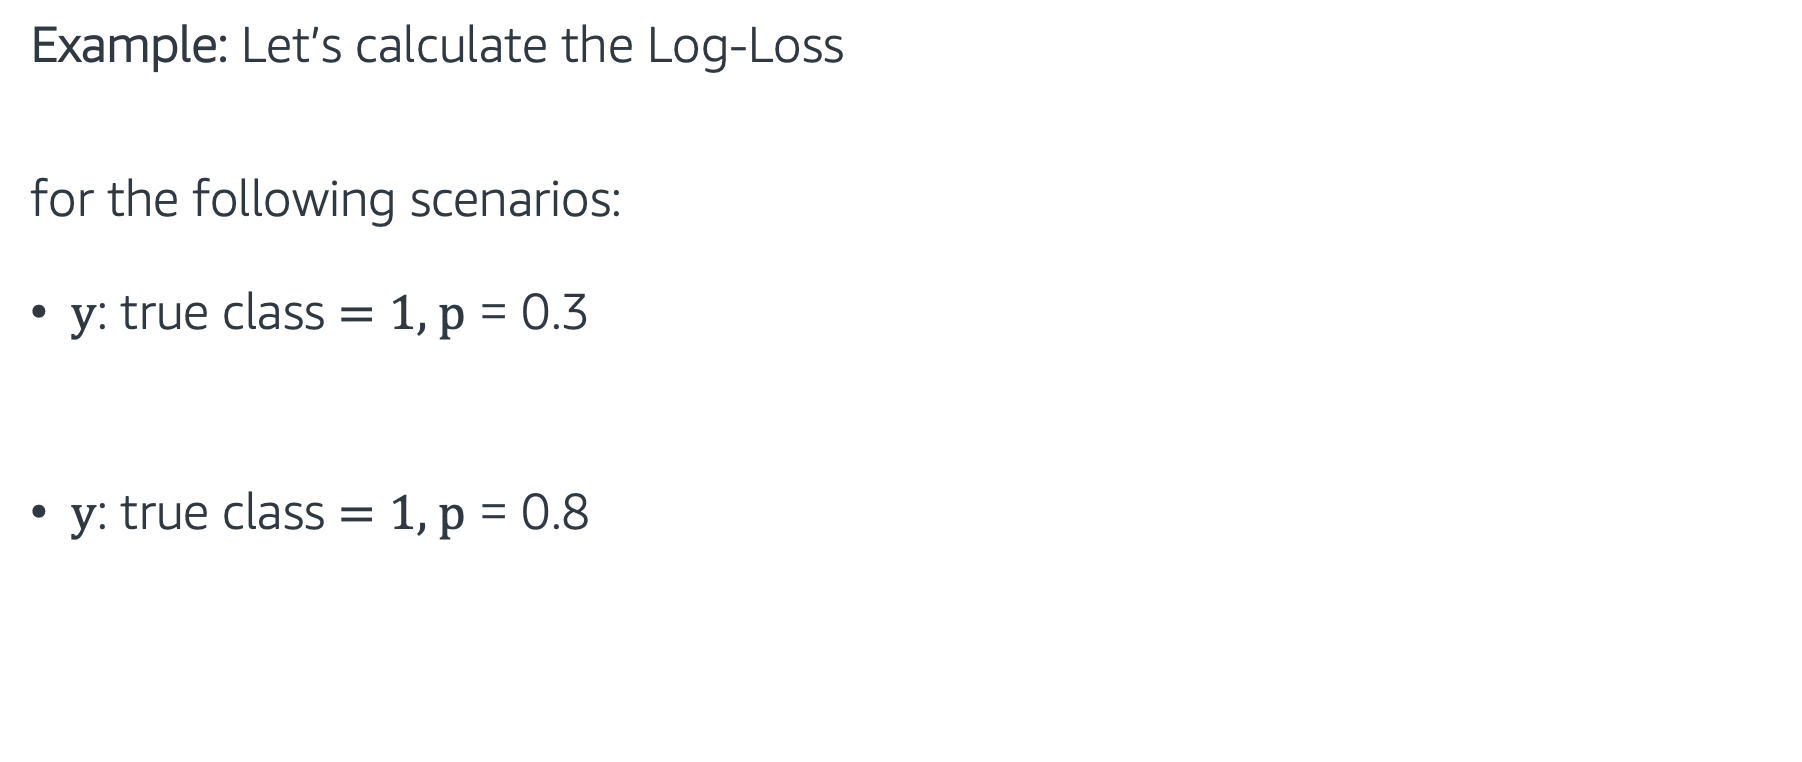 Example: Let’s calculate the Log-Loss
for the following scenarios:
• y: true class = 1, p = 0.3
• y: true class = 1, p = 0.8